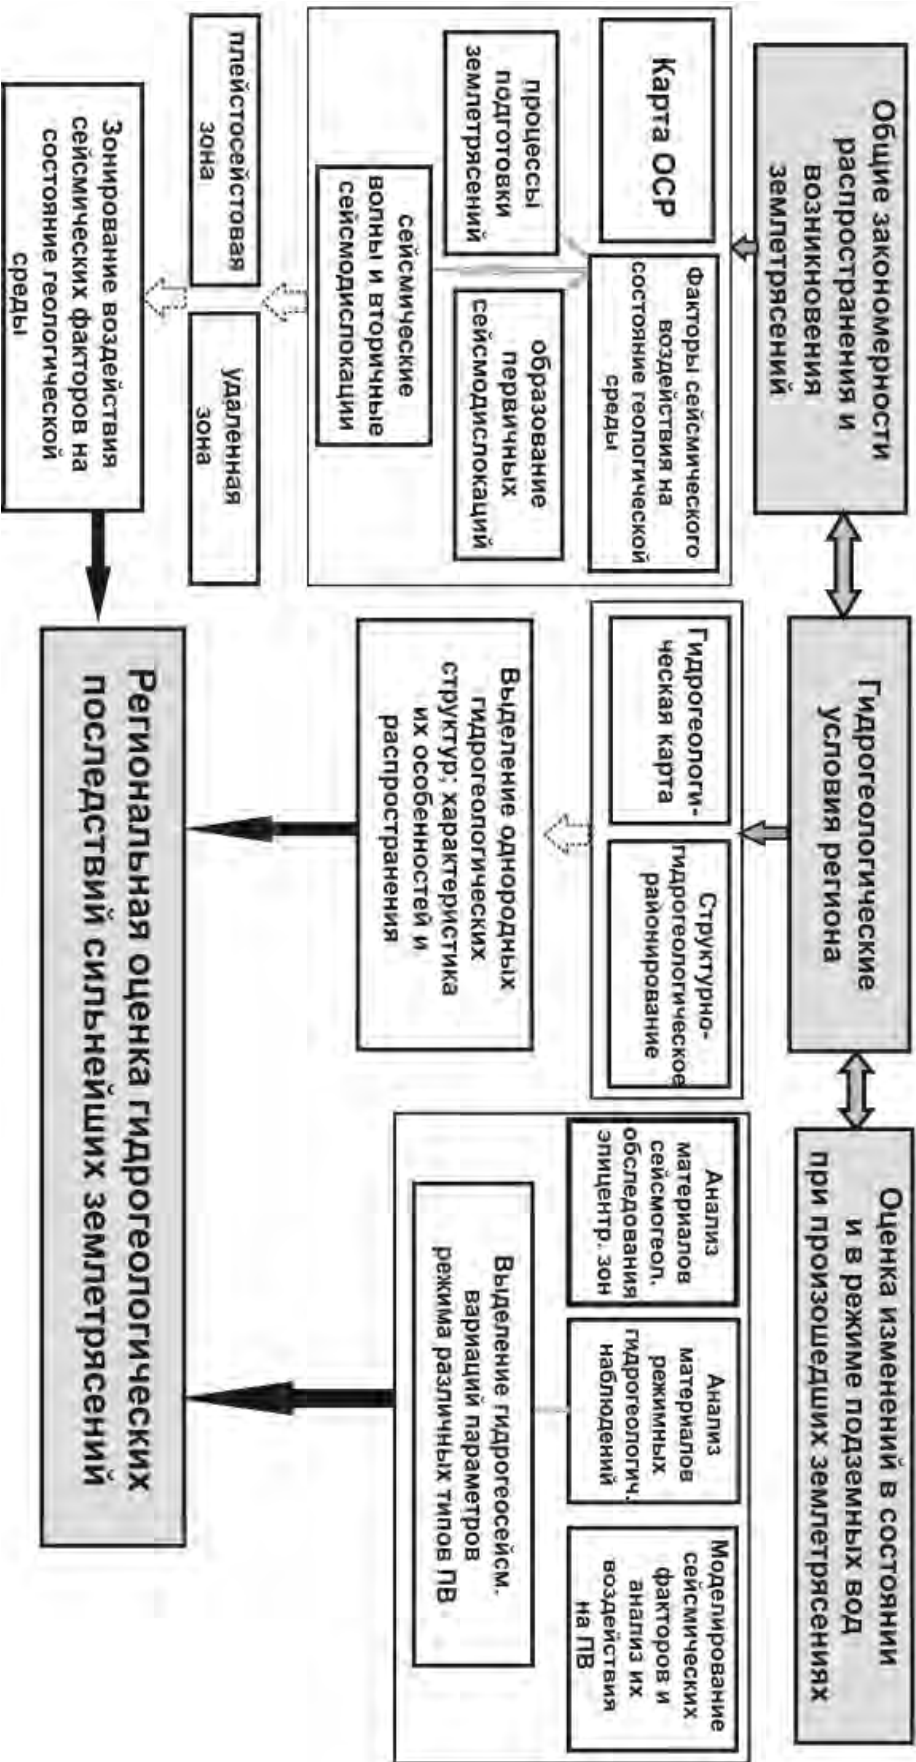 Общие закономерности
распространения и
возникновения
землетрясений
Гидрогеологические
условия региона
Оценка изменений в состоянии
и в режиме подземных вод
при произошедших землетрясениях
Карта ОСР
Факторы сейсмического
воздействия на
состояние геологической
среды
процессы
подготовки
землетрясений
образование
первичных
сейсмодислокаций
сейсмические
волны и вторичные
сейсмодислокации
плейстосейстовая
зона
удалённая
зона
Зонирование воздействия
сейсмических факторов на
состояние геологической
среды
Гидрогеологи-
ческая карта
Структурно-
гидрогеологическое
районирование
Выделение однородных
гидрогеологических
структур; характеристика
их особенностей и
распространения
Анализ
материалов
сейсмогеол.
обследования
эпицентр. зон
Анализ
материалов
режимных
гидрогеологич.
наблюдений
Моделирование
сейсмических
факторов и
анализ их
воздействия
на ПВ
Выделение гидрогеосейсм.
вариаций параметров
режима различных типов ПВ
Региональная оценка гидрогеологических
последствий сильнейших землетрясений